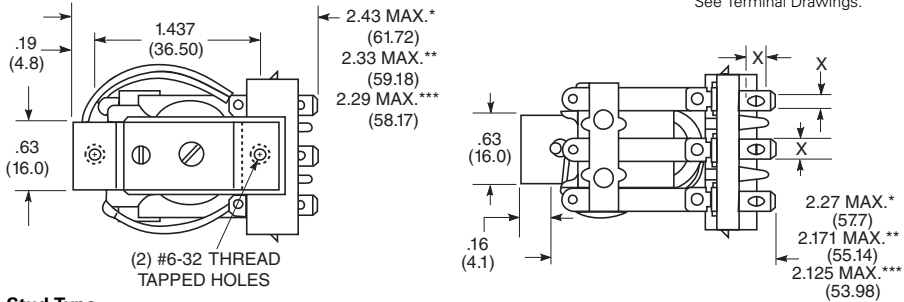 See Terminal Drawings.
.19
(4.8)
1.437
(36.50)
2.43 MAX.*
(61.72)
2.33 MAX.**
(59.18)
2.29 MAX.***
(58.17)
.63
(16.0)
(2) #6-32 THREAD
TAPPED HOLES
X
X
X
.63
(16.0)
.16
(4.1)
2.27 MAX.*
(57.7)
2.171 MAX.**
(55.14)
2.125 MAX.***
(53.98)
Stud Type